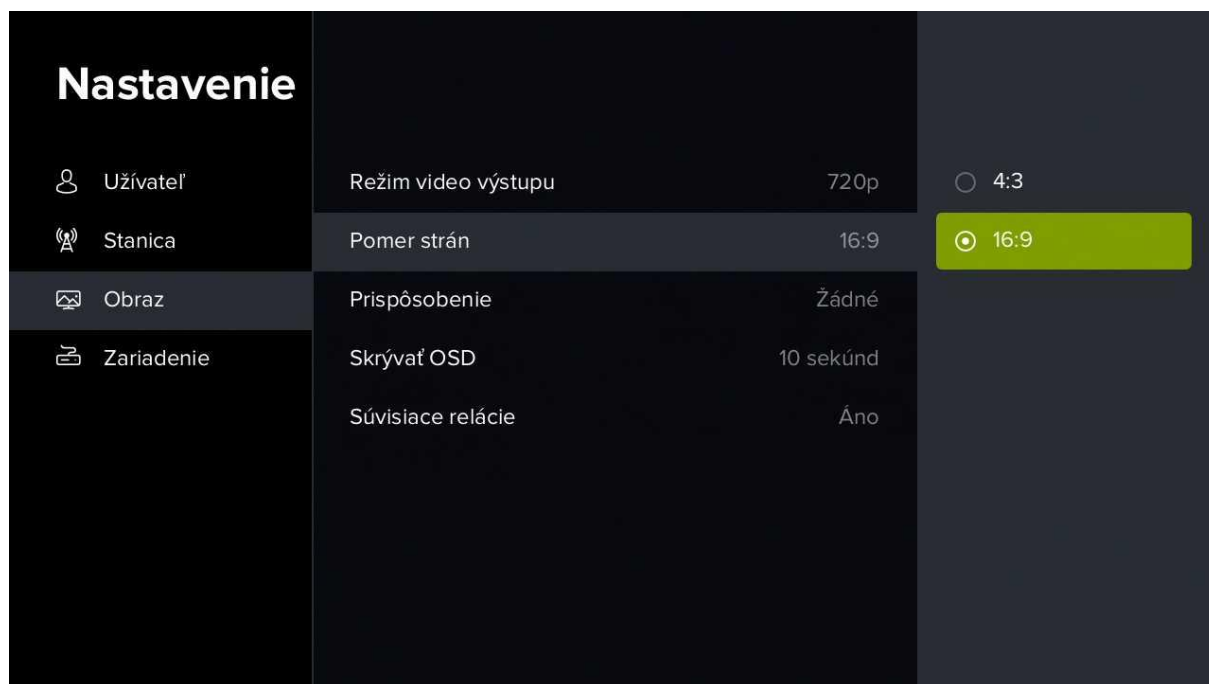 Nastavenie
Užívateľ
Stanica
Obraz
Zariadenie
Režim video výstupu 720p
Pomer strán 16:9
Prispôsobenie Žádné
Skrývať OSD 10 sekúnd
Súvisiace relácie Áno
4:3
16:9